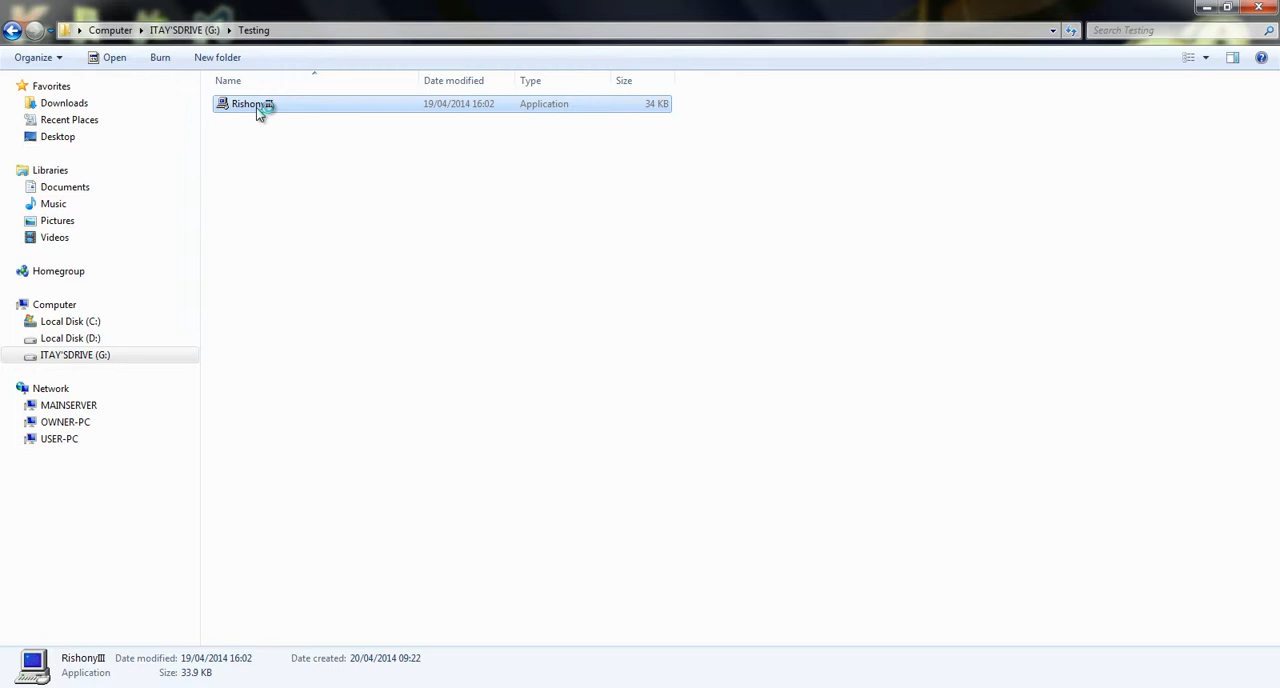 Computer ITAY'SDRIVE (G:) Testing
Search Testing
Organize Open Burn New folder
Name Date modified Type Size
RishonyIII 19/04/2014 16:02 Application 34 KB
Favorites
Downloads
Recent Places
Desktop
Libraries
Documents
Music
Pictures
Videos
Homegroup
Computer
Local Disk (C:)
Local Disk (D:)
ITAY'SDRIVE (G:)
Network
MAINSERVER
OWNER-PC
USER-PC
RishonyIII Date modified: 19/04/2014 16:02 Date created: 20/04/2014 09:22
Application Size: 33.9 KB